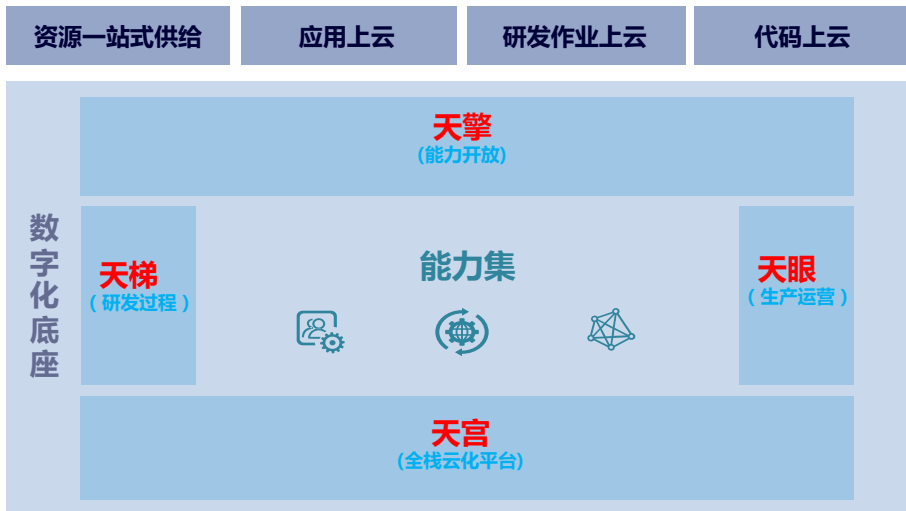 资源一站式供给
应用上云
研发作业上云
代码上云
数字化底座
天擎
(能力开放)
天梯
（研发过程）
能力集
天眼
（生产运营）
天宫
(全栈云化平台)